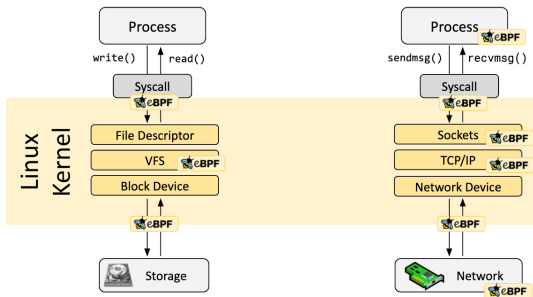 Process
write()
read()
Syscall
eBPF
Linux
Kernel
File Descriptor
VFS
eBPF
Block Device
eBPF
Storage
Process
eBPF
sendmsg()
recvmsg()
Syscall
eBPF
Sockets
eBPF
TCP/IP
eBPF
Network Device
eBPF
Network
eBPF